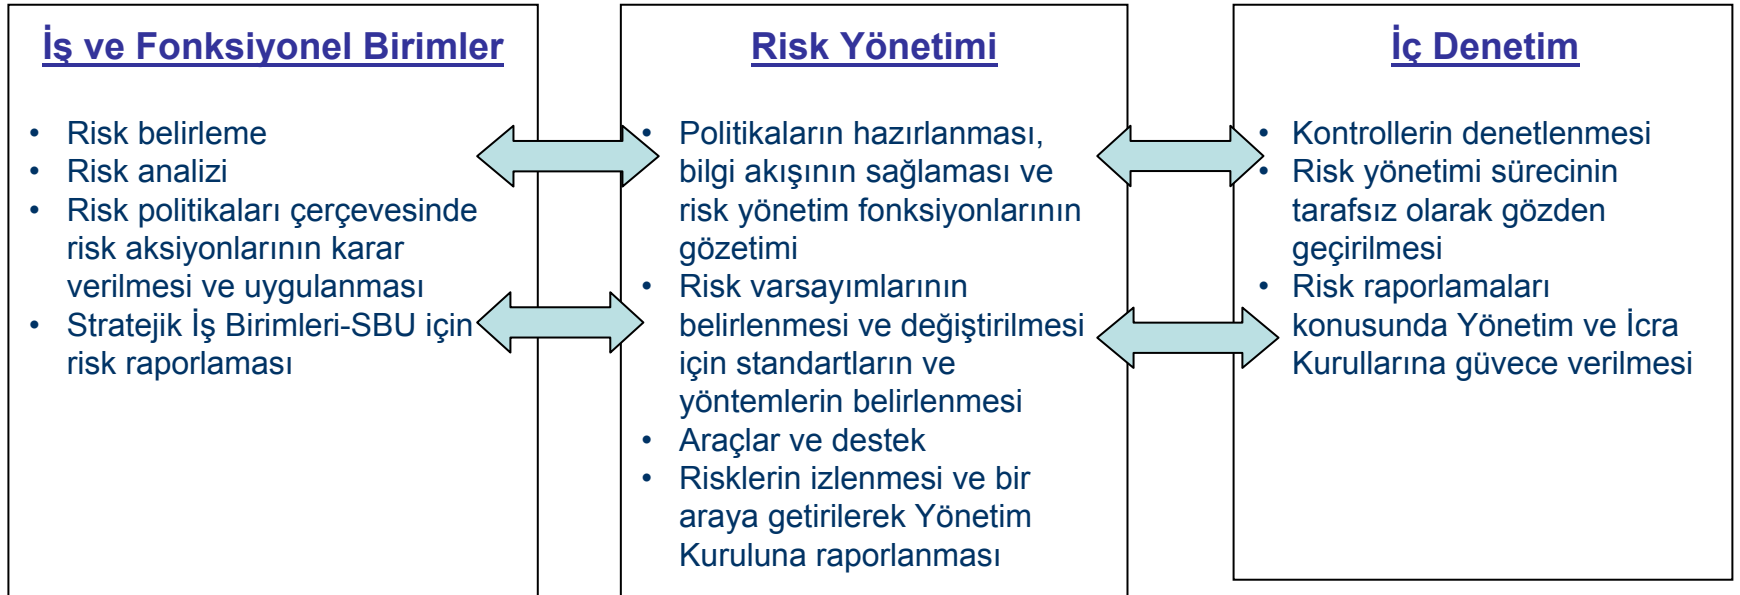 İş ve Fonksiyonel Birimler
• Risk belirleme
• Risk analizi
• Risk politikaları çerçevesinde
risk aksiyonlarının karar
verilmesi ve uygulanması
• Stratejik İş Birimleri-SBU için
risk raporlaması
Risk Yönetimi
• Politikaların hazırlanması,
bilgi akışının sağlaması ve
risk yönetim fonksiyonlarının
gözetimi
• Risk varsayımlarının
belirlenmesi ve değiştirilmesi
için standartların ve
yöntemlerin belirlenmesi
• Araçlar ve destek
• Risklerin izlenmesi ve bir
araya getirilerek Yönetim
Kuruluna raporlanması
İç Denetim
• Kontrollerin denetlenmesi
• Risk yönetimi sürecinin
tarafsız olarak gözden
geçirilmesi
• Risk raporlamaları
konusunda Yönetim ve İcra
Kurullarına güvece verilmesi